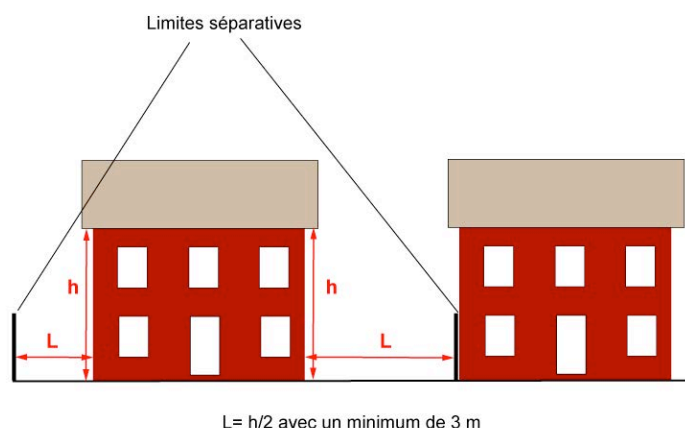 Limites séparatives
h
h
L
L
L= h/2 avec un minimum de 3 m